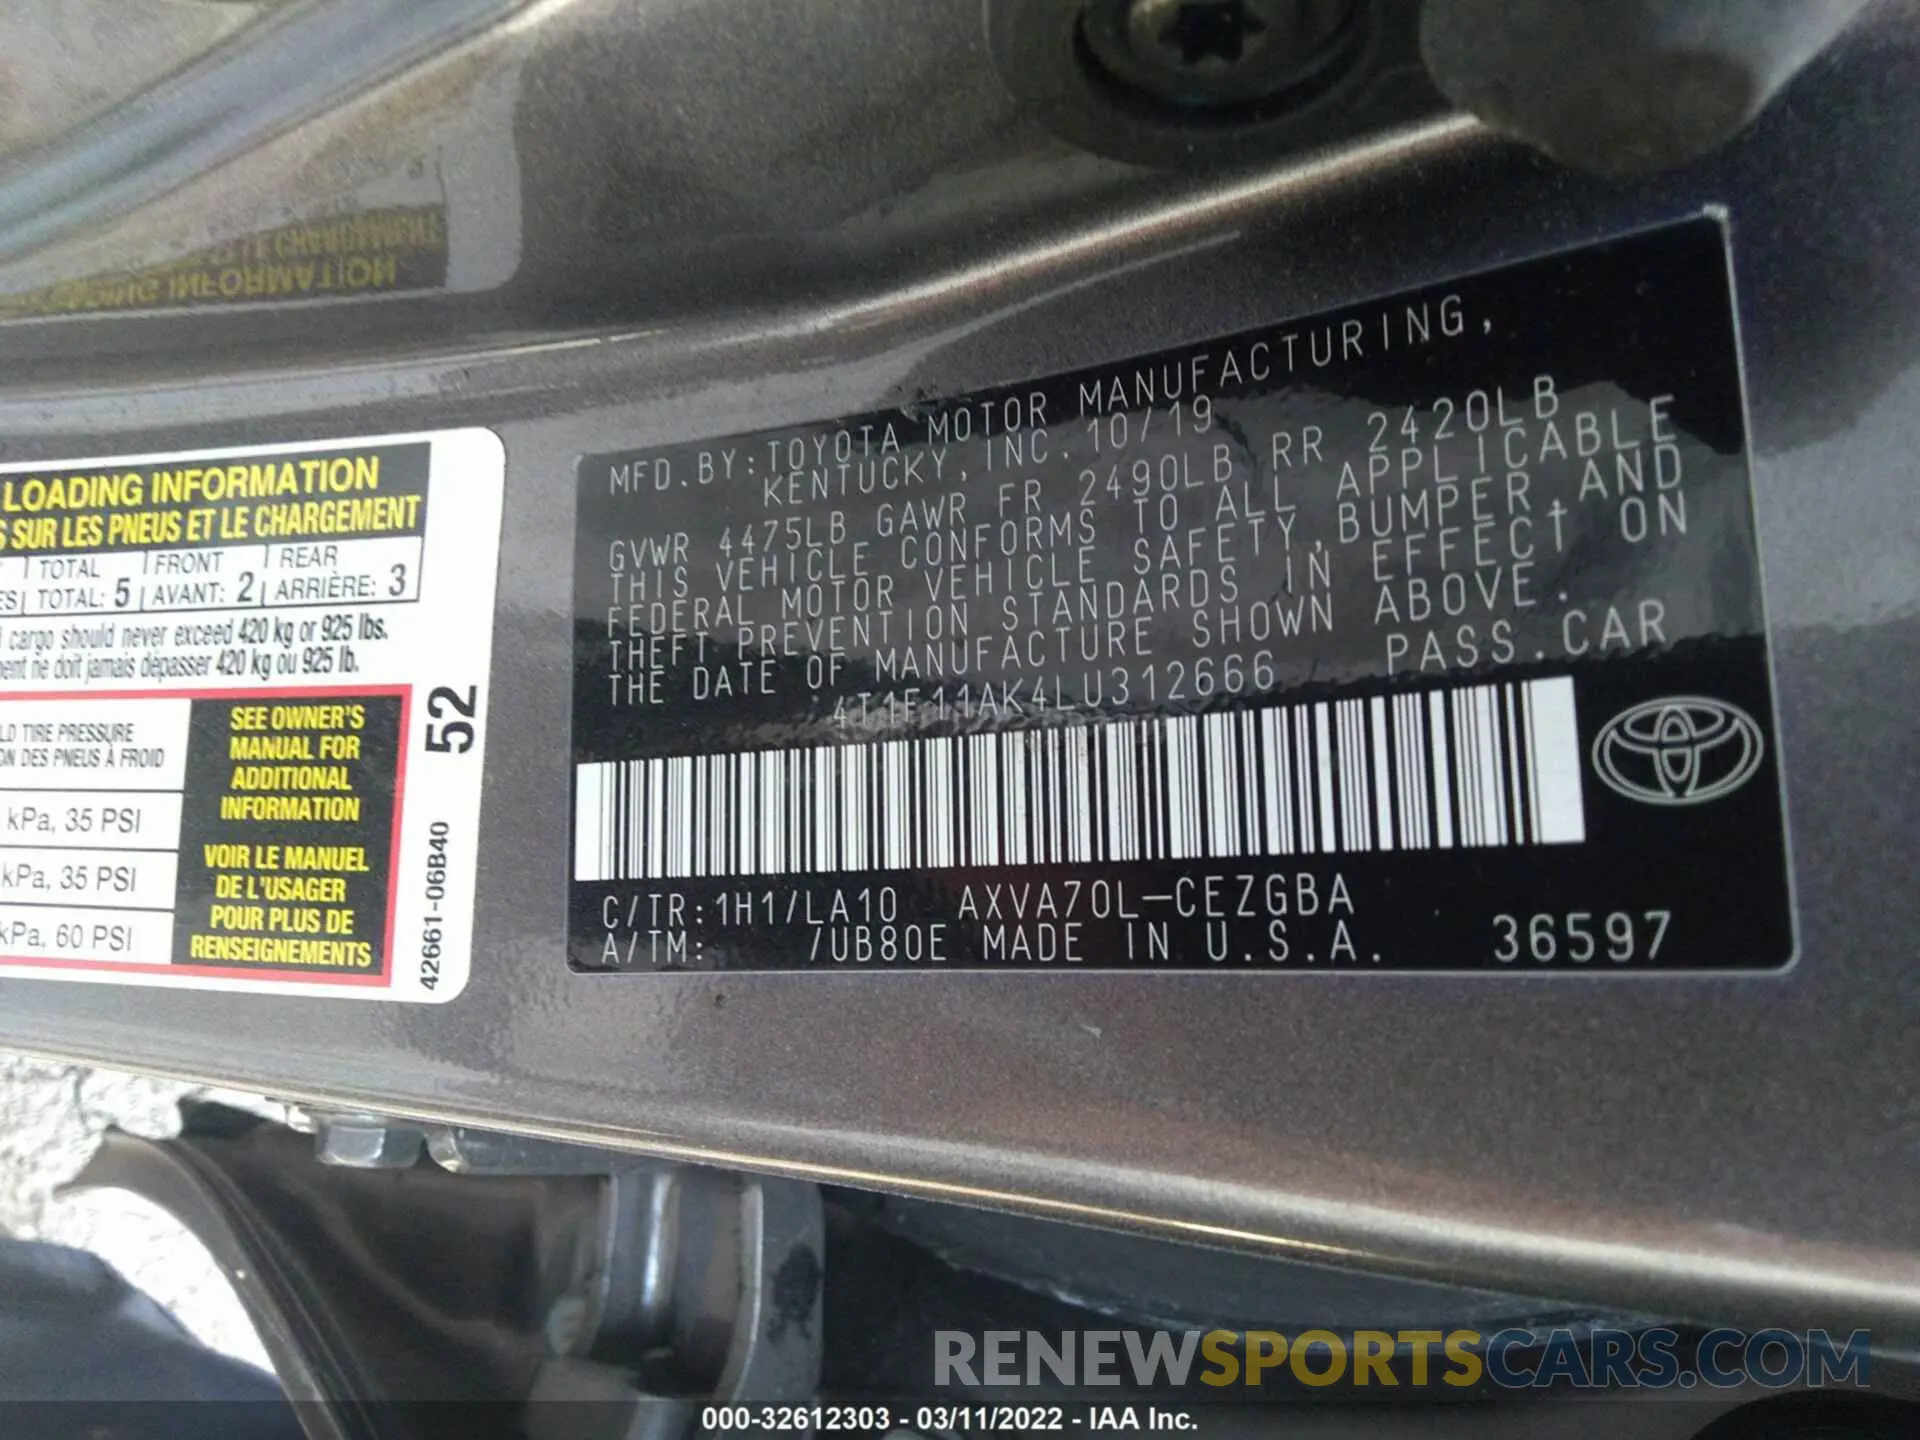 LOADING INFORMATION
SUR LES PNEUS ET LE CHARGEMENT
TOTAL FRONT REAR
TOTAL: 5 AVANT: 2 ARRIÈRE: 3
cargo should never exceed 420 kg or 925 lbs.
ne doit jamais dépasser 420 kg ou 925 lb.
TIRE PRESSURE
DES PNEUS À FROID
kPa, 35 PSI
kPa, 35 PSI
kPa, 60 PSI
SEE OWNER'S
MANUAL FOR
ADDITIONAL
INFORMATION
VOIR LE MANUEL
DE L'USAGER
POUR PLUS DE
RENSEIGNEMENTS
52
42661-06B40
MFD.BY:TOYOTA MOTOR MANUFACTURING,
KENTUCKY, INC. 10/19
GVWR 4475LB GAWR FR 2490LB RR 2420LB
THIS VEHICLE CONFORMS TO ALL APPLICABLE
FEDERAL MOTOR VEHICLE SAFETY,BUMPER,AND
THEFT PREVENTION STANDARDS IN EFFECT ON
THE DATE OF MANUFACTURE SHOWN ABOVE.
4T1F11AK4LU312666 PASS.CAR
C/TR:1H1/LA10 AXVA70L-CEZGBA
A/TM: /UB80E MADE IN U.S.A. 36597
RENEWSPORTSCARS.COM
000-32612303 - 03/11/2022 - IAA Inc.